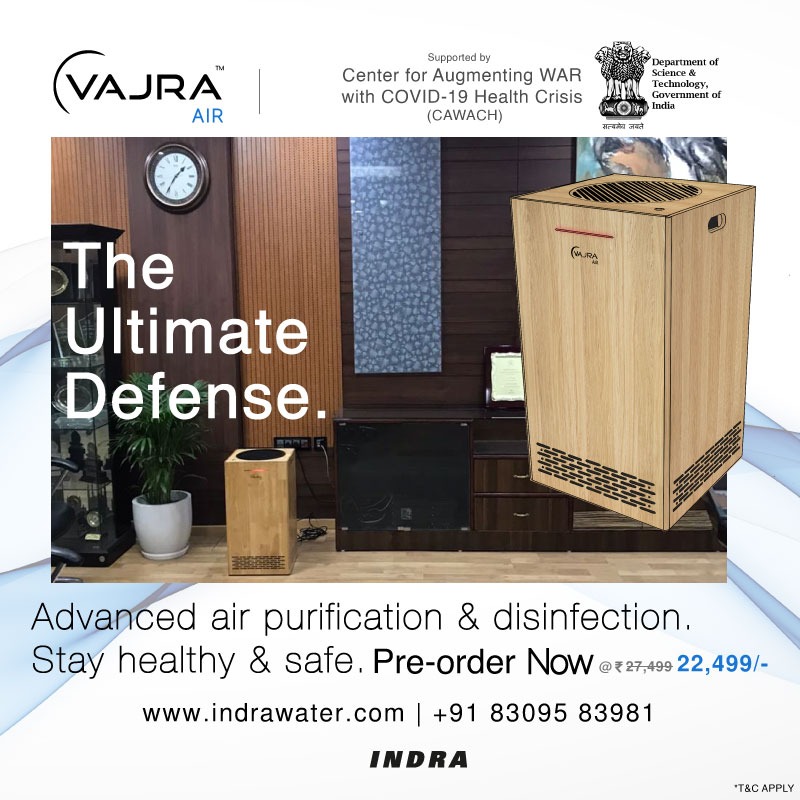 VAJRA™
AIR
Supported by
Center for Augmenting WAR
with COVID-19 Health Crisis
(CAWACH)
सत्यमेव जयते
Department of
Science &
Technology,
Government of
India
The
Ultimate
Defense.
VAJRA
AIR
Advanced air purification & disinfection.
Stay healthy & safe. Pre-order Now @ ₹ 27,499 22,499/-
www.indrawater.com | +91 83095 83981
INDRA
*T&C APPLY